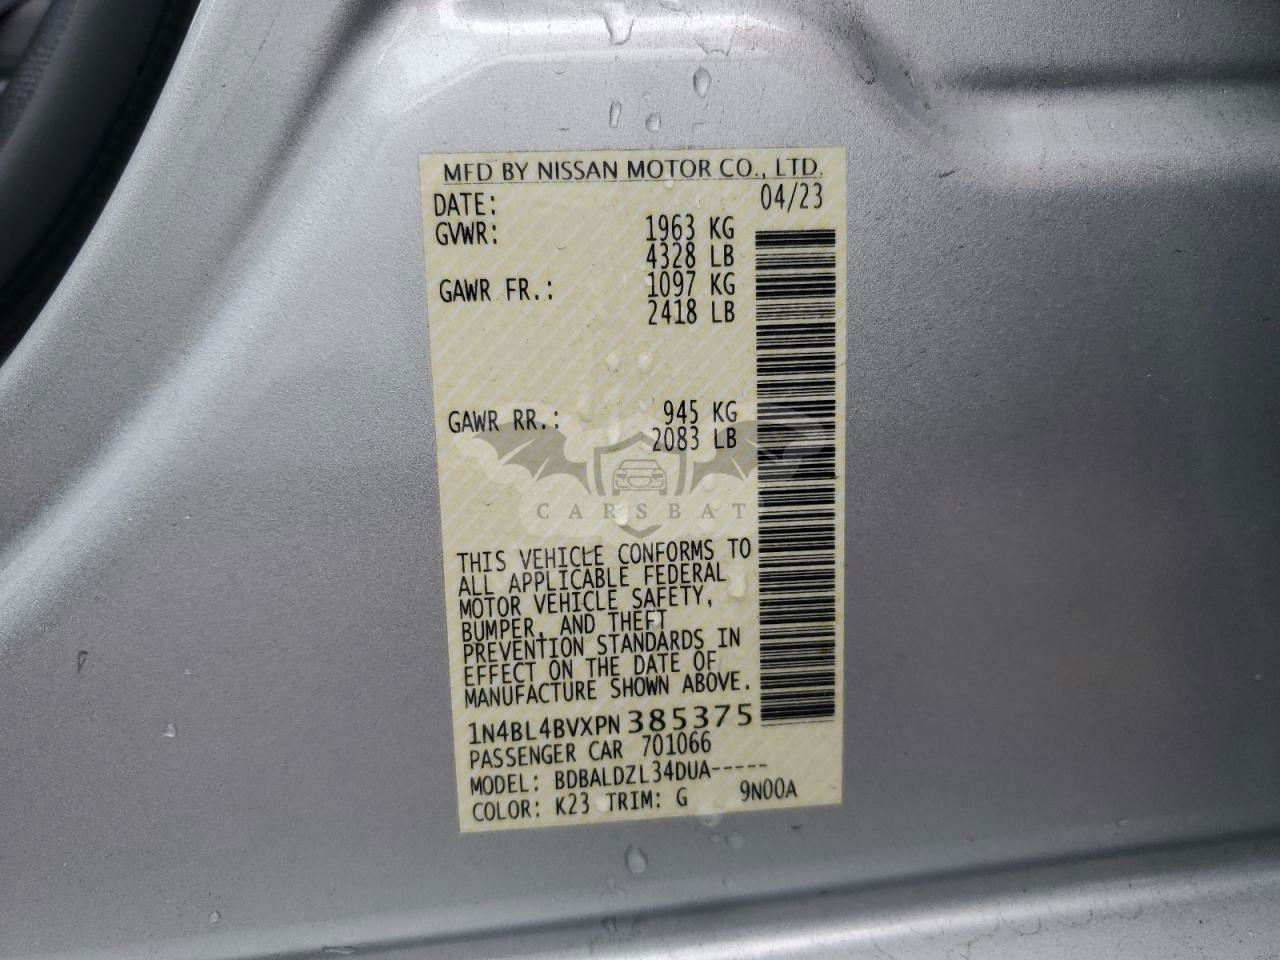 MFD BY NISSAN MOTOR CO., LTD.
DATE: 04/23
GVWR: 1963 KG
4328 LB
GAWR FR.: 1097 KG
2418 LB
GAWR RR.: 945 KG
2083 LB
CARSBAT
THIS VEHICLE CONFORMS TO
ALL APPLICABLE FEDERAL
MOTOR VEHICLE SAFETY,
BUMPER, AND THEFT
PREVENTION STANDARDS IN
EFFECT ON THE DATE OF
MANUFACTURE SHOWN ABOVE.
1N4BL4BVXPN385375
PASSENGER CAR 701066
MODEL: BDBALDZL34DUA-----
COLOR: K23 TRIM: G 9N00A